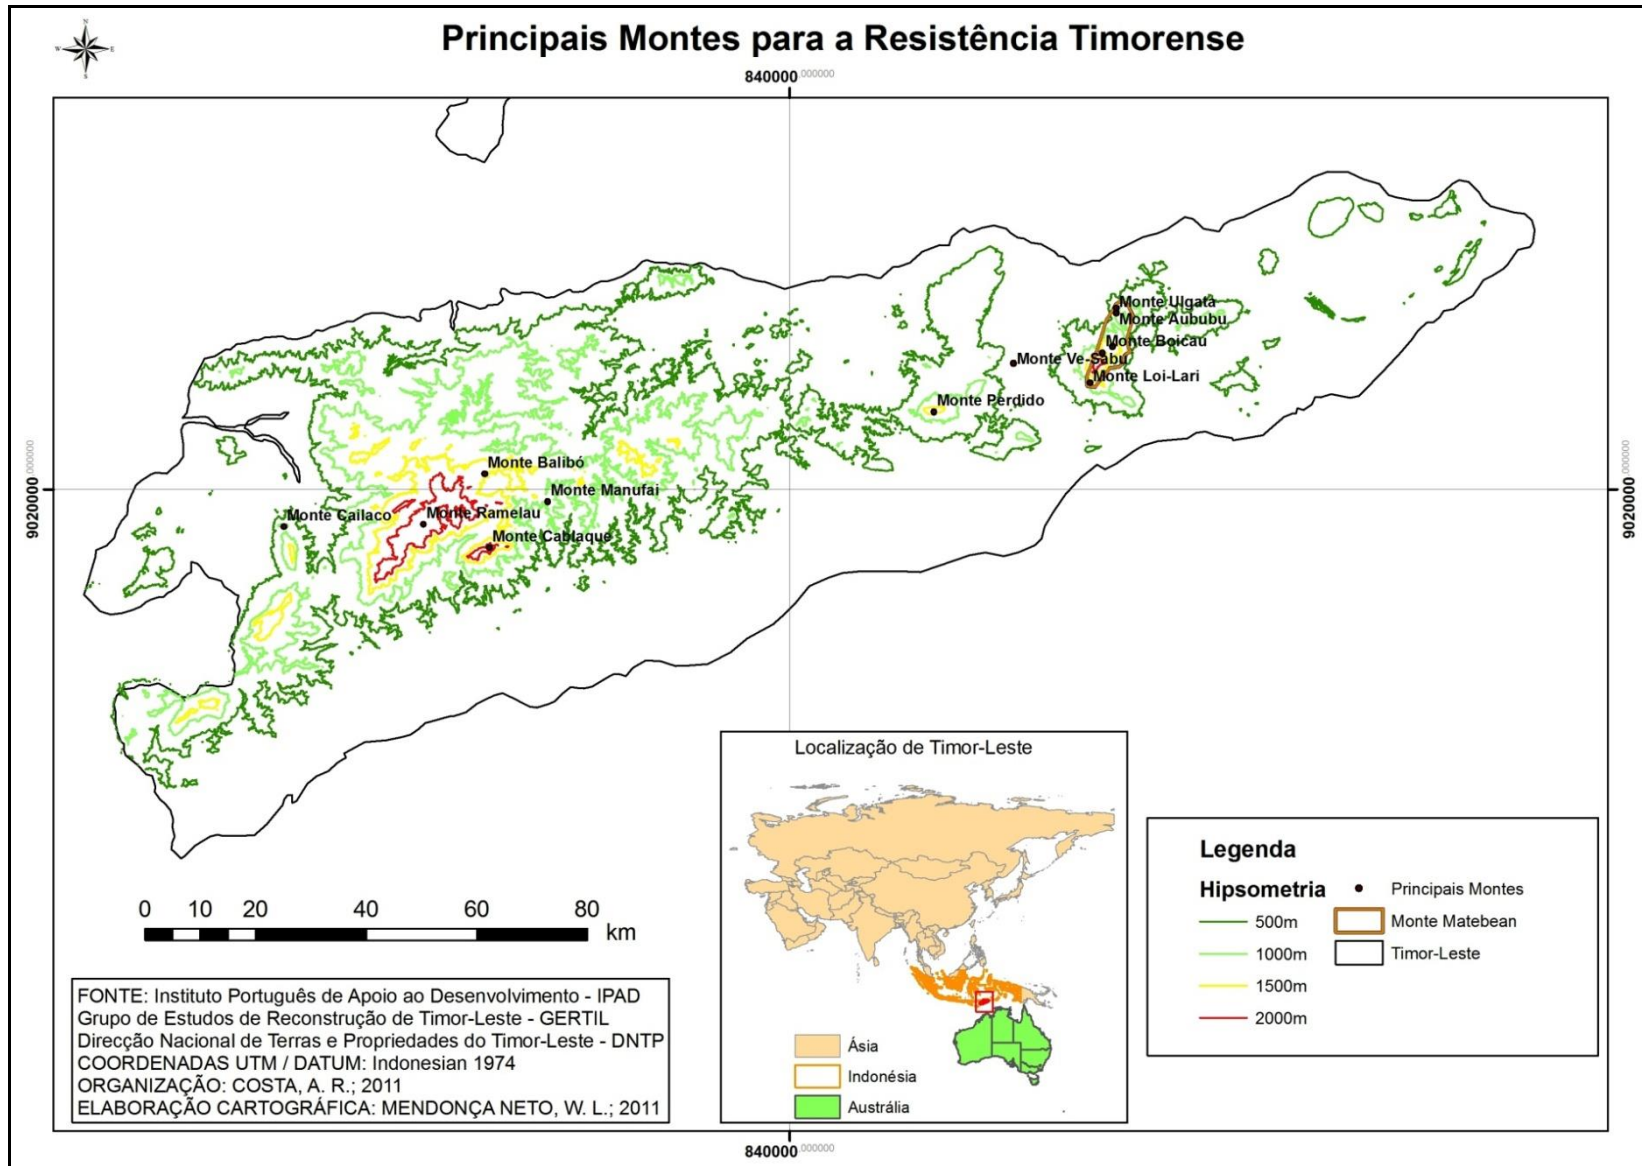 Principais Montes para a Resistência Timorense
N
W
E
S
840000,000000
9020000,000000
9020000,000000
Monte Ulgata
Monte Aububu
Monte Boicau
Monte Ve-Sabu
Monte Loi-Lari
Monte Perdido
Monte Balibó
Monte Manufai
Monte Cailaco
Monte Ramelau
Monte Cablaque
Localização de Timor-Leste
Ásia
Indonésia
Austrália
Legenda
Hipsometria
500m
1000m
1500m
2000m
Principais Montes
Monte Matebean
Timor-Leste
0 10 20 40 60 80
km
FONTE: Instituto Português de Apoio ao Desenvolvimento - IPAD
Grupo de Estudos de Reconstrução de Timor-Leste - GERTIL
Direcção Nacional de Terras e Propriedades do Timor-Leste - DNTP
COORDENADAS UTM / DATUM: Indonesian 1974
ORGANIZAÇÃO: COSTA, A. R.; 2011
ELABORAÇÃO CARTOGRÁFICA: MENDONÇA NETO, W. L.; 2011
840000,000000